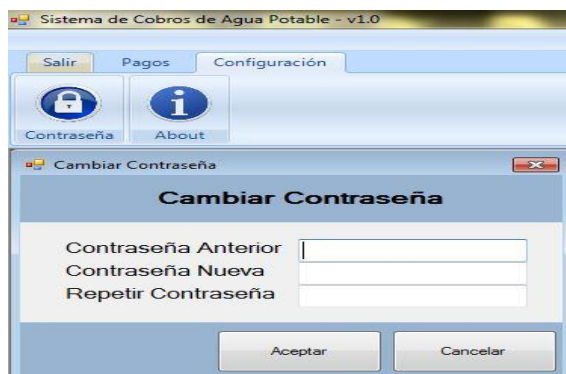 Sistema de Cobros de Agua Potable - v1.0
Salir Pagos Configuración
Contraseña About
Cambiar Contraseña
Cambiar Contraseña
Contraseña Anterior
Contraseña Nueva
Repetir Contraseña
Aceptar Cancelar